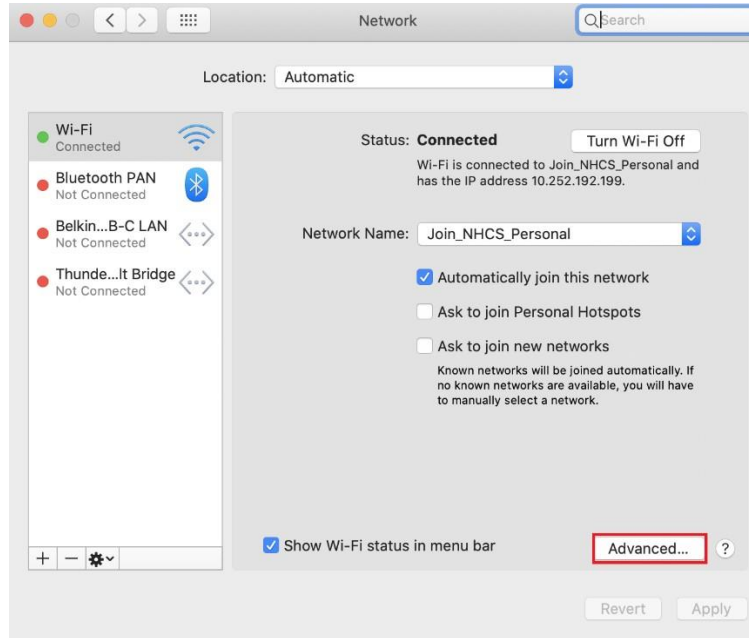 Network
Search
Location: Automatic
Wi-Fi
Connected
Bluetooth PAN
Not Connected
Belkin...B-C LAN
Not Connected
Thunde...lt Bridge
Not Connected
Status: Connected
Turn Wi-Fi Off
Wi-Fi is connected to Join_NHCS_Personal and
has the IP address 10.252.192.199.
Network Name: Join_NHCS_Personal
Automatically join this network
Ask to join Personal Hotspots
Ask to join new networks
Known networks will be joined automatically. If
no known networks are available, you will have
to manually select a network.
Show Wi-Fi status in menu bar
Advanced...
?
Revert
Apply